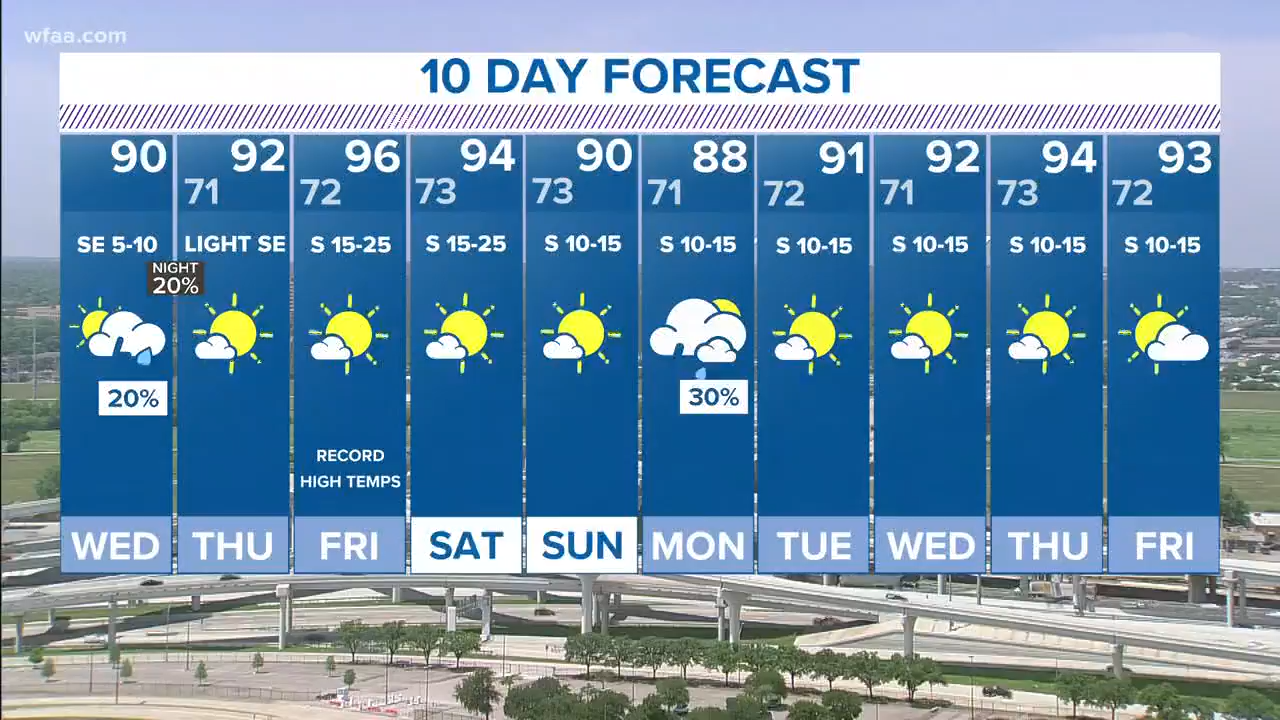 wfaa.com
10 DAY FORECAST
90 92 96 94 90 88 91 92 94 93
71 72 73 73 71 72 71 73 72
SE 5-10 LIGHT SE S 15-25 S 15-25 S 10-15 S 10-15 S 10-15 S 10-15 S 10-15 S 10-15
NIGHT
20%
20% 30%
RECORD
HIGH TEMPS
WED THU FRI SAT SUN MON TUE WED THU FRI